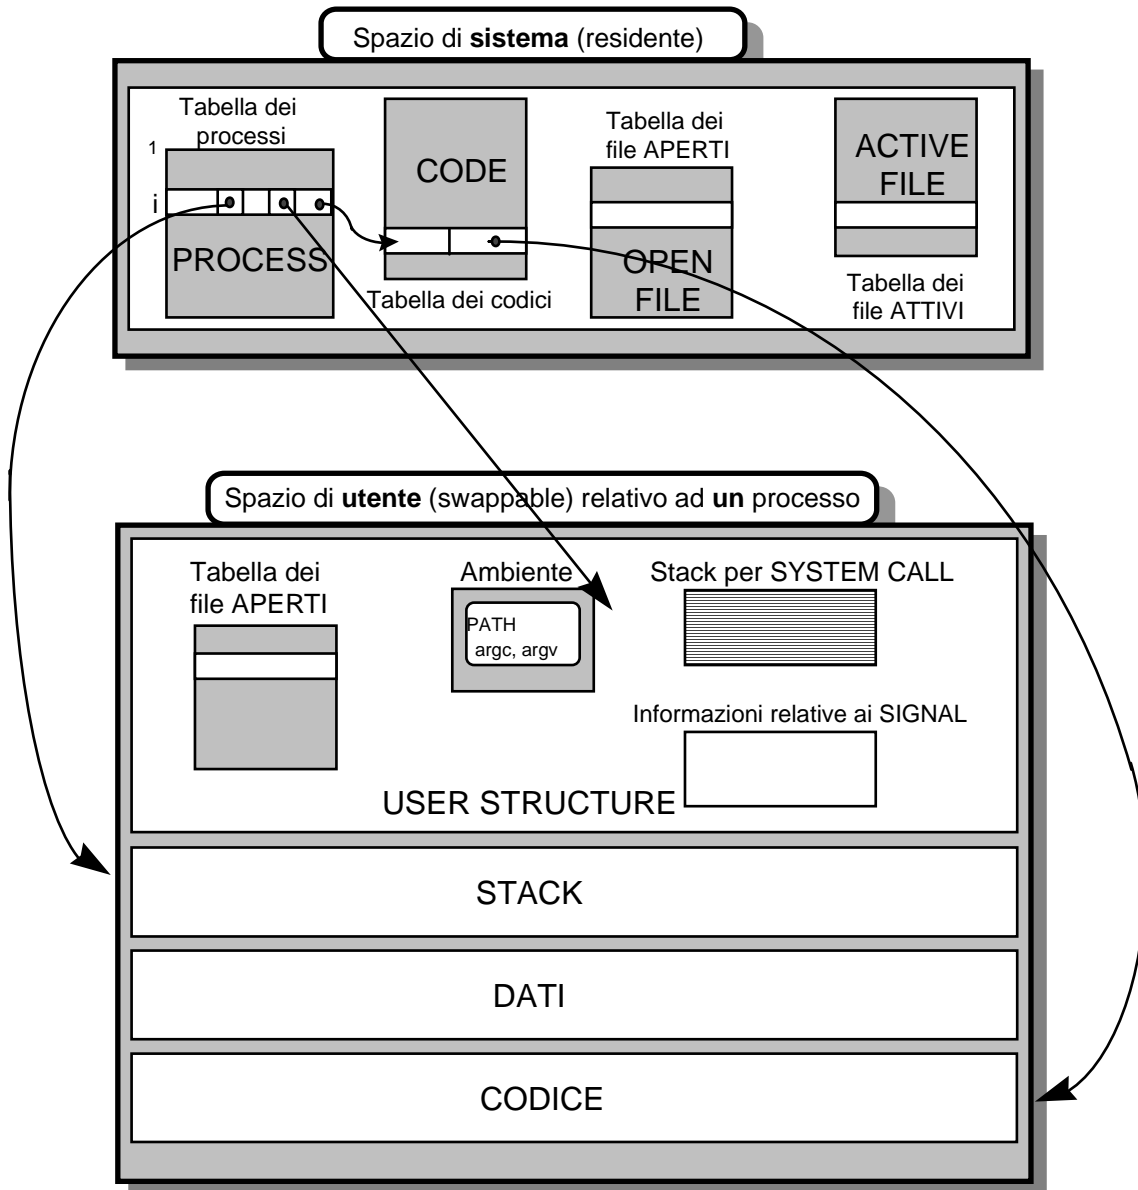 Spazio di sistema (residente)
Tabella dei
processi
1
i
PROCESS
CODE
Tabella dei codici
Tabella dei
file APERTI
OPEN
FILE
ACTIVE
FILE
Tabella dei
file ATTIVI
Spazio di utente (swappable) relativo ad un processo
Tabella dei
file APERTI
Ambiente
PATH
argc, argv
Stack per SYSTEM CALL
Informazioni relative ai SIGNAL
USER STRUCTURE
STACK
DATI
CODICE